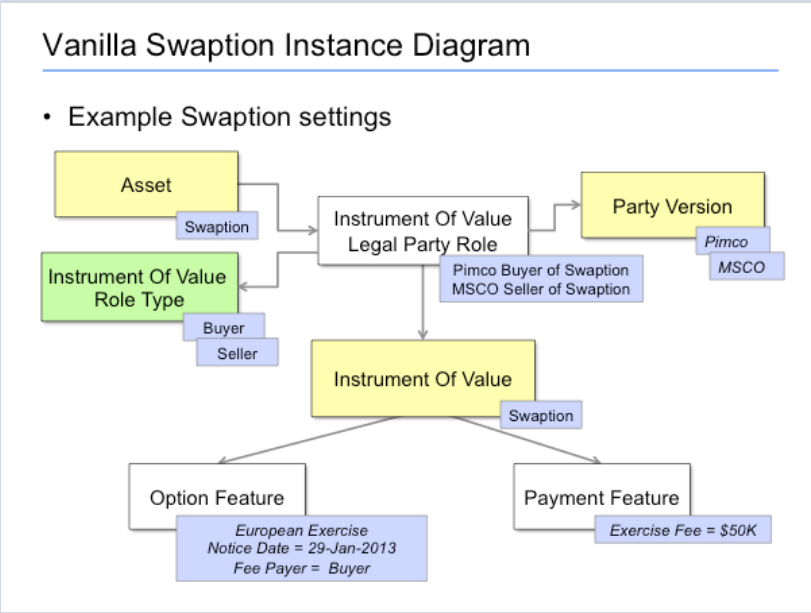 Vanilla Swaption Instance Diagram
• Example Swaption settings
Asset
Swaption
Instrument Of Value
Legal Party Role
Pimco Buyer of Swaption
MSCO Seller of Swaption
Party Version
Pimco
MSCO
Instrument Of Value
Role Type
Buyer
Seller
Instrument Of Value
Swaption
Option Feature
European Exercise
Notice Date = 29-Jan-2013
Fee Payer = Buyer
Payment Feature
Exercise Fee = $50K